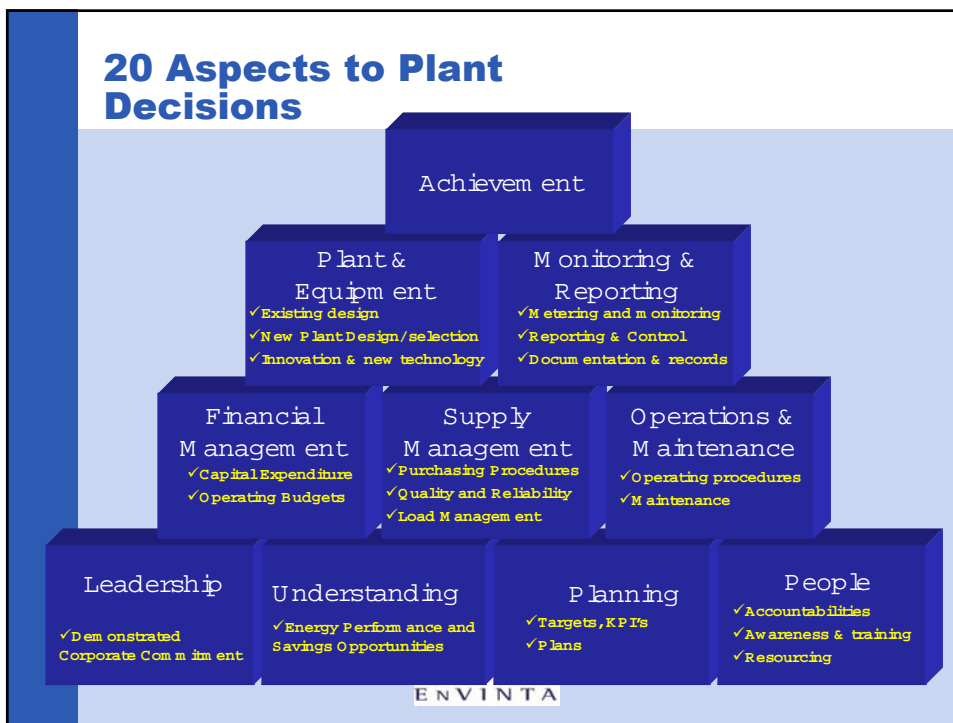 20 Aspects to Plant
Decisions
Achievement
Plant &
Equipment
✓Existing design
✓New Plant Design/selection
✓Innovation & new technology
Monitoring &
Reporting
✓Metering and monitoring
✓Reporting & Control
✓Documentation & records
Financial
Management
✓Capital Expenditure
✓Operating Budgets
Supply
Management
✓Purchasing Procedures
✓Quality and Reliability
✓Load Management
Operations &
Maintenance
✓Operating procedures
✓Maintenance
Leadership
✓Demonstrated
Corporate Commitment
Understanding
✓Energy Performance and
Savings Opportunities
Planning
✓Targets, KPI's
✓Plans
People
✓Accountabilities
✓Awareness & training
✓Resourcing
ENVINTA